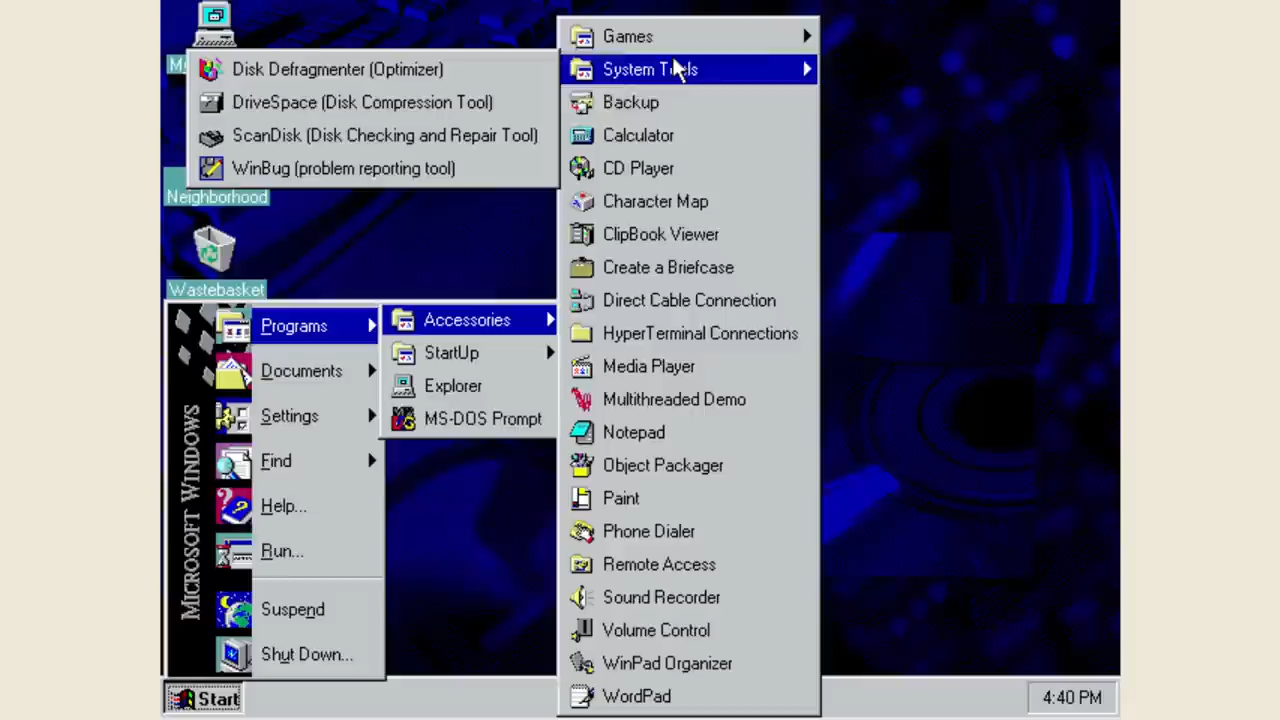 M
Neighborhood
Wastebasket
MICROSOFT WINDOWS
Programs
Documents
Settings
Find
Help...
Run...
Suspend
Shut Down...
Accessories
StartUp
Explorer
MS-DOS Prompt
Games
System Tools
Backup
Calculator
CD Player
Character Map
ClipBook Viewer
Create a Briefcase
Direct Cable Connection
HyperTerminal Connections
Media Player
Multithreaded Demo
Notepad
Object Packager
Paint
Phone Dialer
Remote Access
Sound Recorder
Volume Control
WinPad Organizer
WordPad
Disk Defragmenter (Optimizer)
DriveSpace (Disk Compression Tool)
ScanDisk (Disk Checking and Repair Tool)
WinBug (problem reporting tool)
Start
4:40 PM